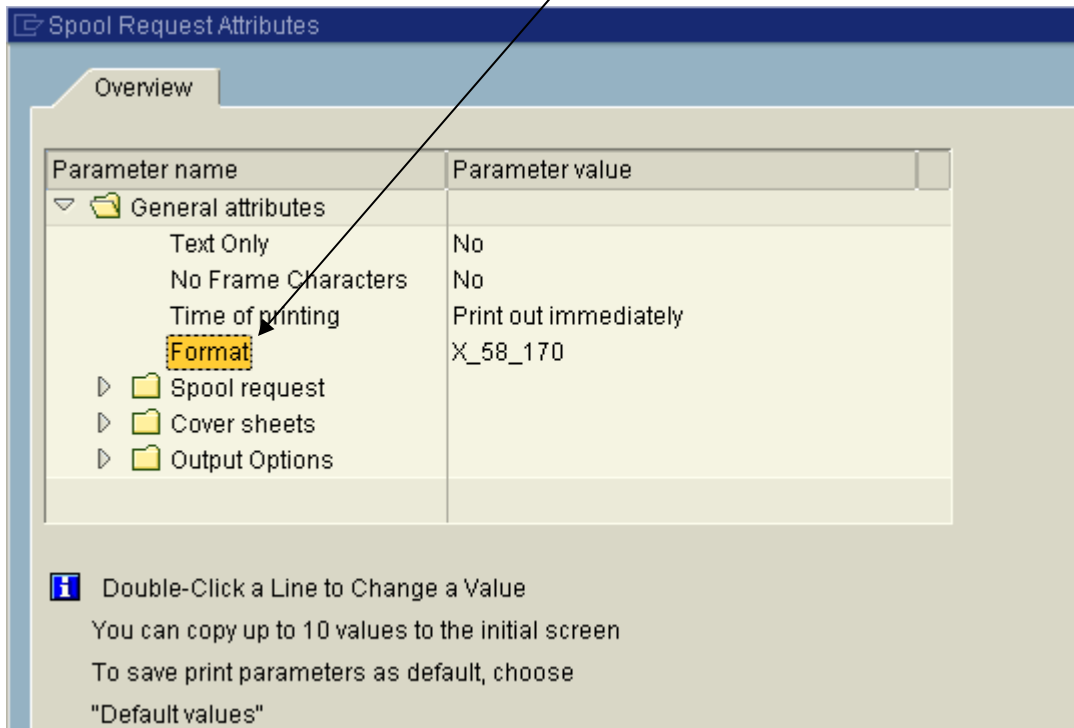 Spool Request Attributes
Overview
Parameter name Parameter value
General attributes
Text Only No
No Frame Characters No
Time of printing Print out immediately
Format X_58_170
Spool request
Cover sheets
Output Options
Double-Click a Line to Change a Value
You can copy up to 10 values to the initial screen
To save print parameters as default, choose
"Default values"